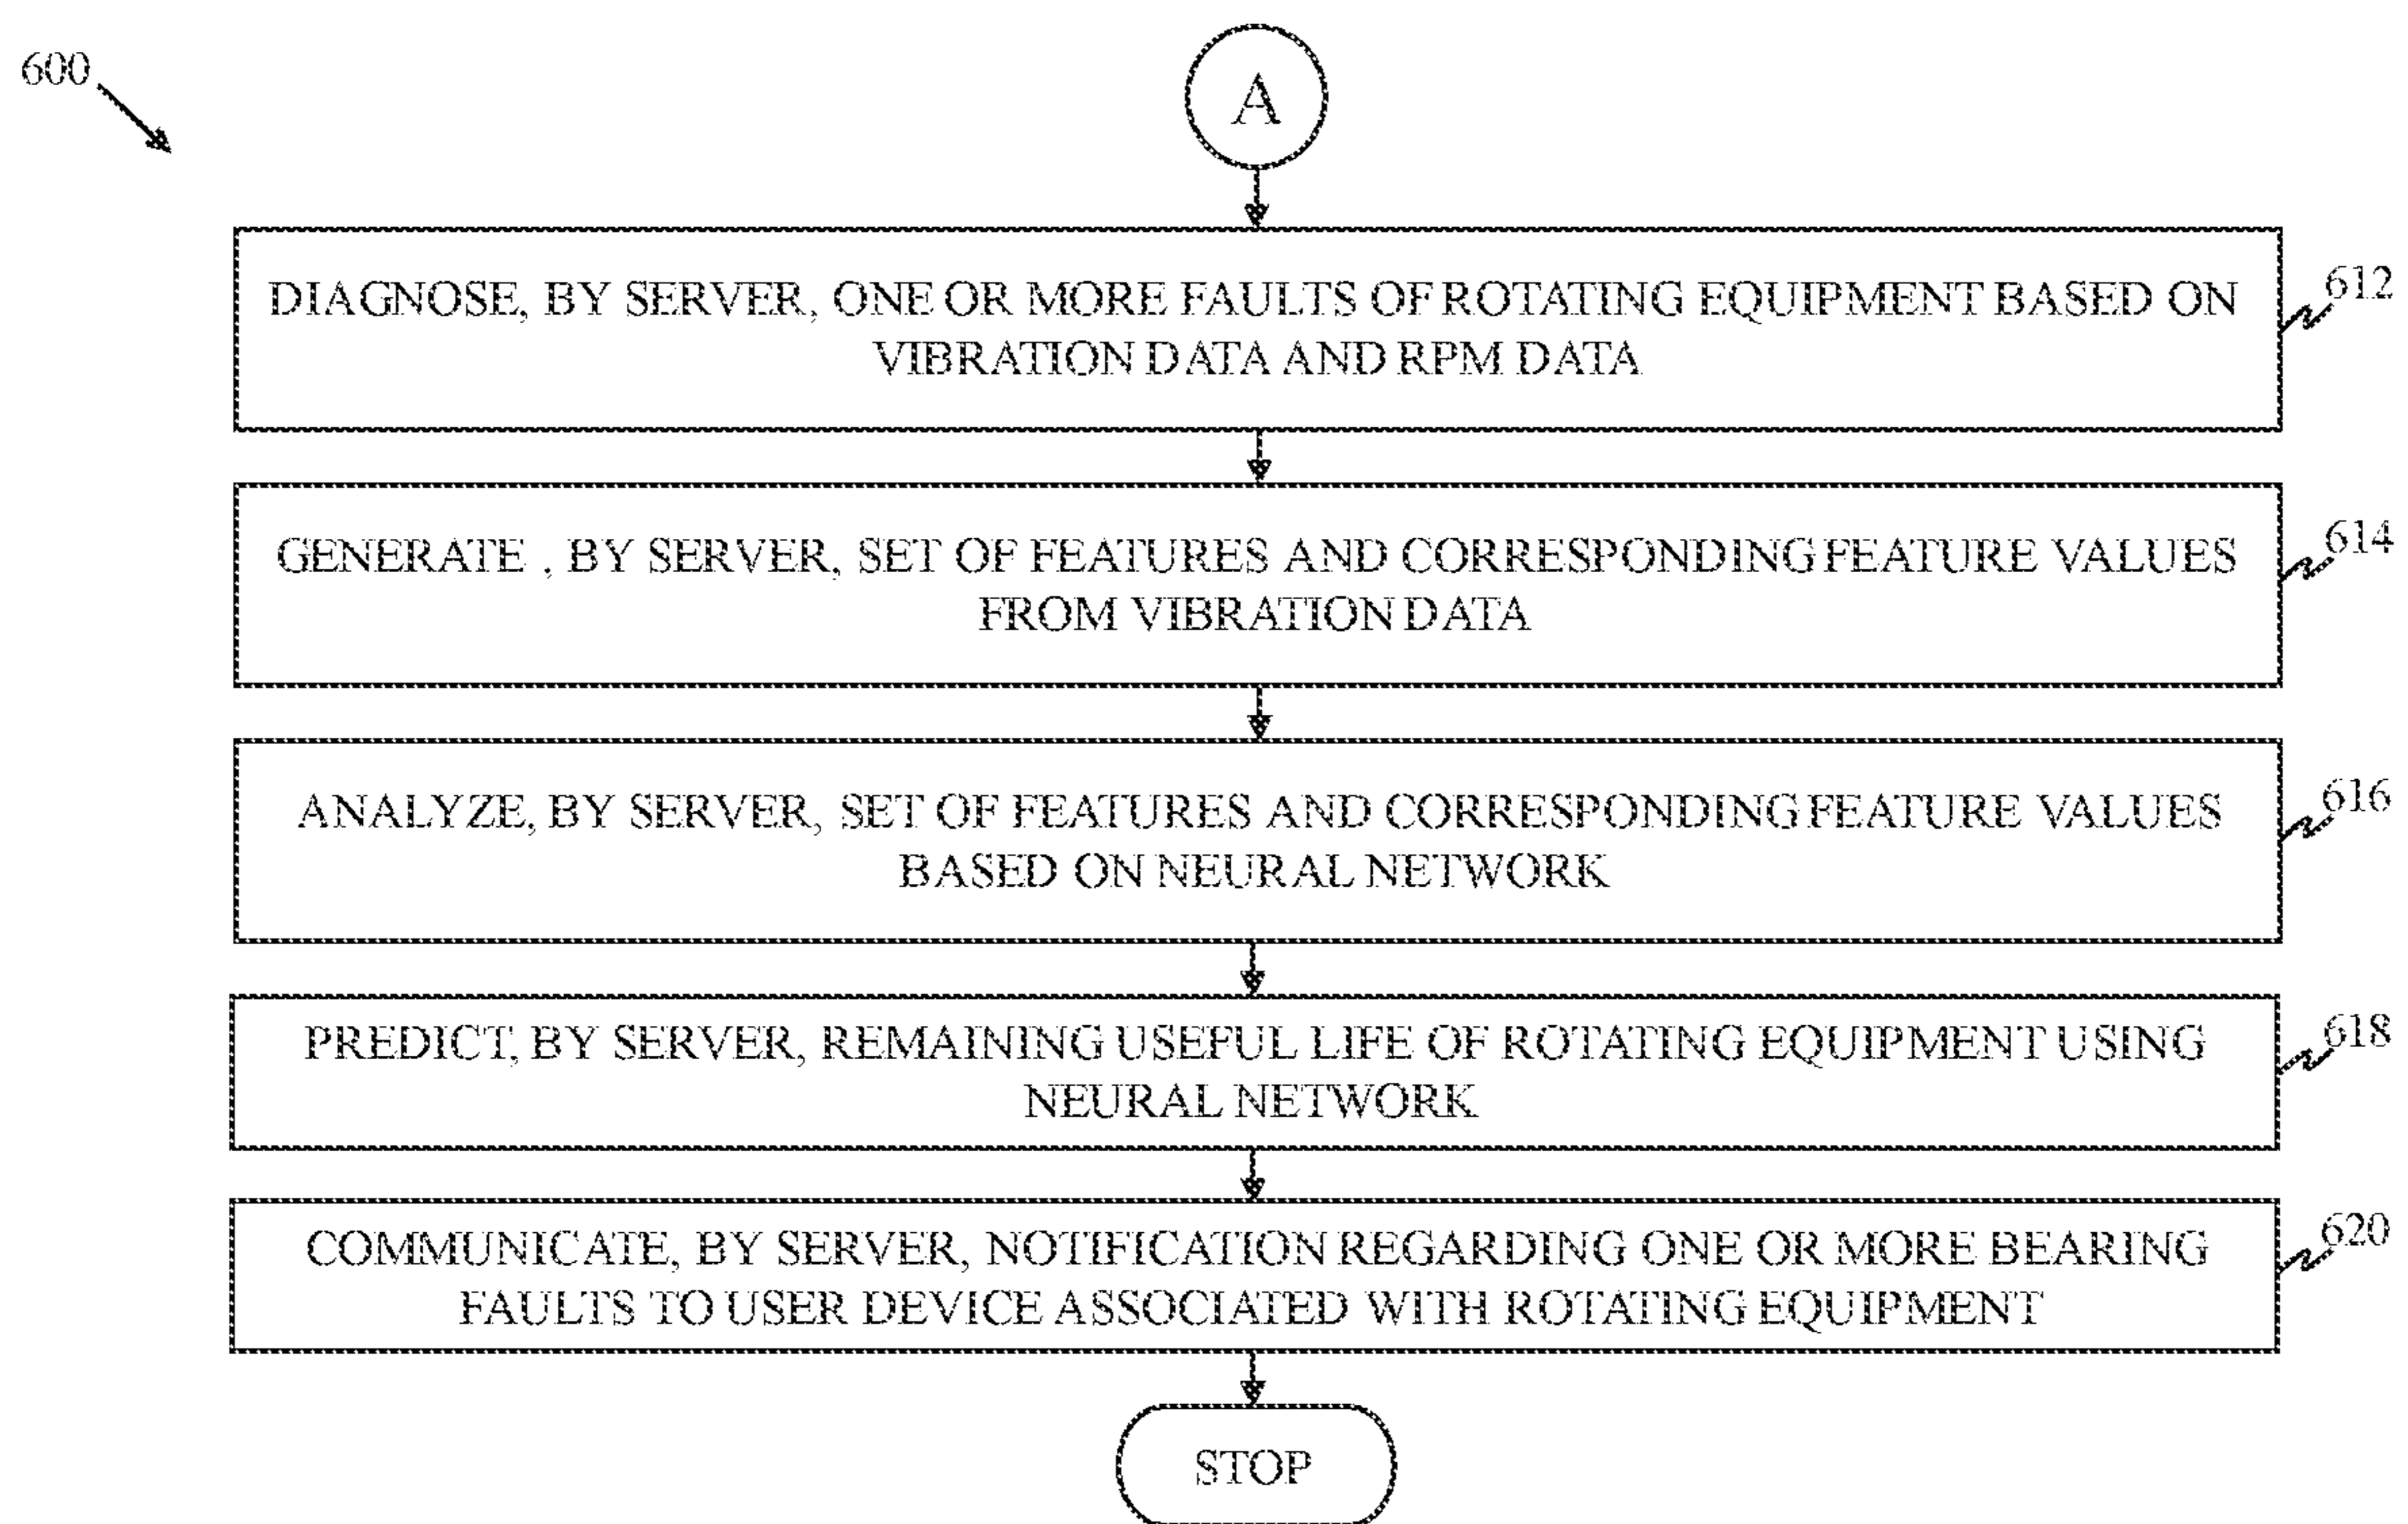 600
A
DIAGNOSE, BY SERVER, ONE OR MORE FAULTS OF ROTATING EQUIPMENT BASED ON
VIBRATION DATA AND RPM DATA
612
GENERATE , BY SERVER, SET OF FEATURES AND CORRESPONDING FEATURE VALUES
FROM VIBRATION DATA
614
ANALYZE, BY SERVER, SET OF FEATURES AND CORRESPONDING FEATURE VALUES
BASED ON NEURAL NETWORK
616
PREDICT, BY SERVER, REMAINING USEFUL LIFE OF ROTATING EQUIPMENT USING
NEURAL NETWORK
618
COMMUNICATE, BY SERVER, NOTIFICATION REGARDING ONE OR MORE BEARING
FAULTS TO USER DEVICE ASSOCIATED WITH ROTATING EQUIPMENT
620
STOP